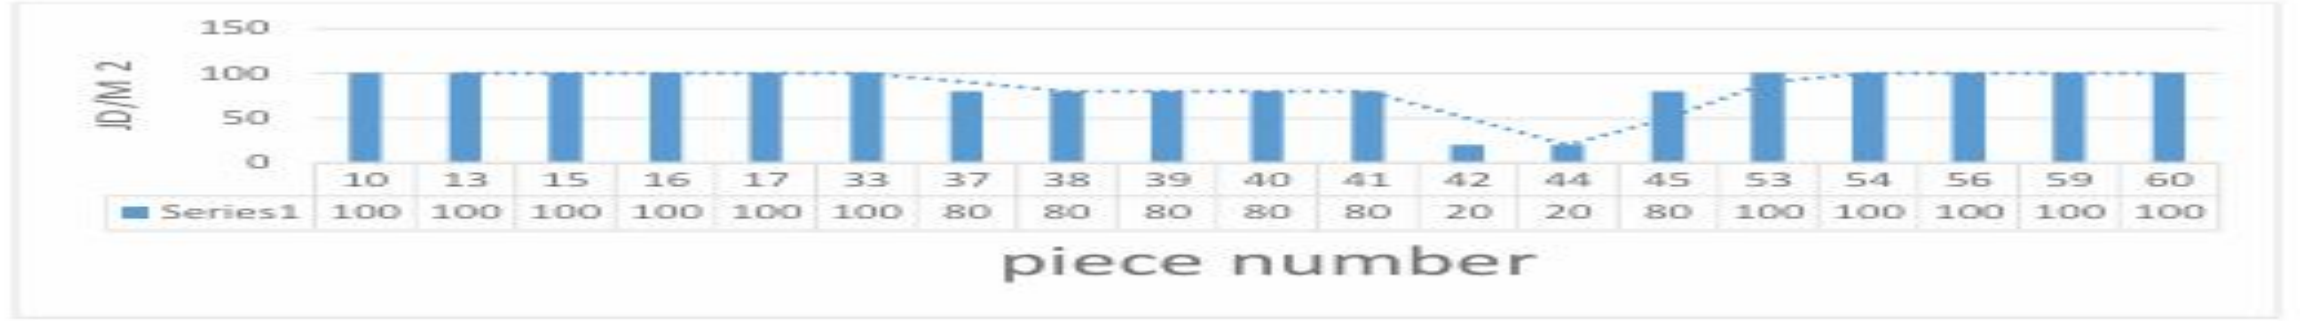 150
100
50
0
JD/M 2
10 13 15 16 17 33 37 38 39 40 41 42 44 45 53 54 56 59 60
Series1 100 100 100 100 100 100 80 80 80 80 80 20 20 80 100 100 100 100 100
piece number